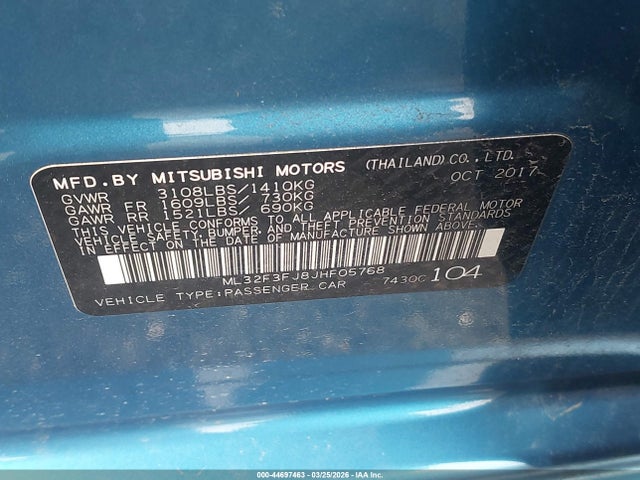 MFD.BY MITSUBISHI MOTORS (THAILAND) CO., LTD.
OCT 2017
GVWR 3108LBS/1410KG
GAWR FR 1609LBS/ 730KG
GAWR RR 1521LBS/ 690KG
THIS VEHICLE CONFORMS TO ALL APPLICABLE FEDERAL MOTOR
VEHICLE SAFETY, BUMPER, AND THEFT PREVENTION STANDARDS
IN EFFECT ON THE DATE OF MANUFACTURE SHOWN ABOVE.
ML32F3FJ8JHF05768
VEHICLE TYPE:PASSENGER CAR 7430C 104
000-44697463 | 03/25/2026 - IAA Inc.